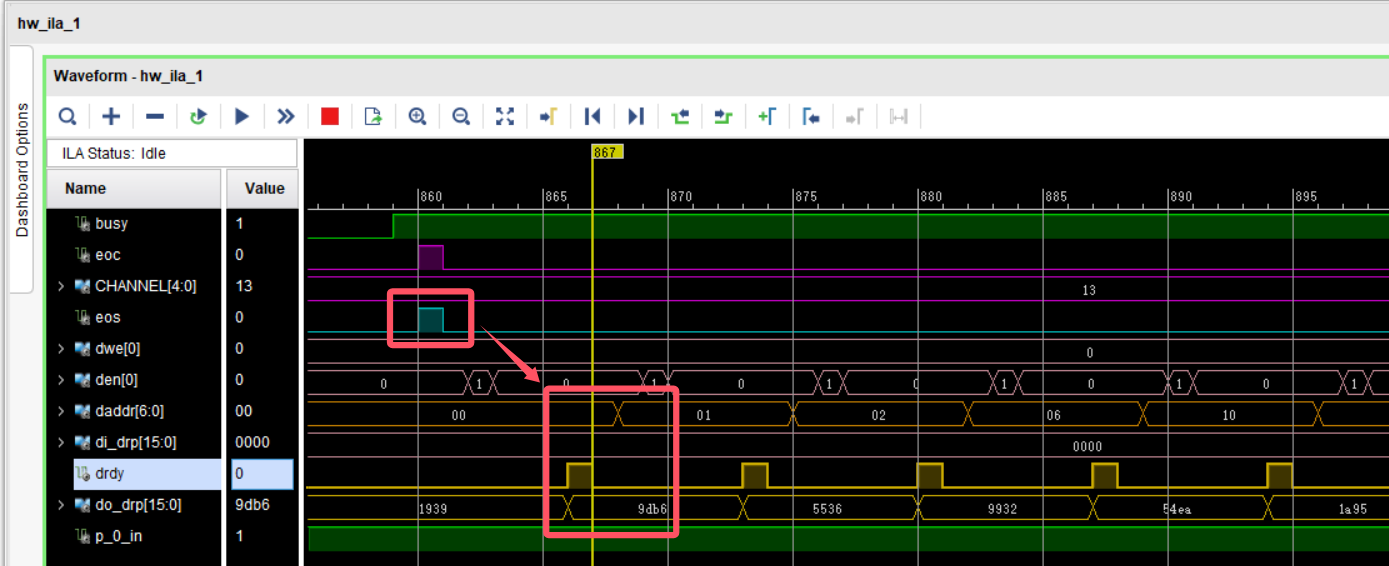 hw_ila_1
Dashboard Options
Waveform - hw_ila_1
ILA Status: Idle
Name Value
867
860 865 870 875 880 885 890 895
busy 1
eoc 0
CHANNEL[4:0] 13 13
eos 0
dwe[0] 0 0
den[0] 0 0 1 0 1 0 1 0 1 0 1 0 1
daddr[6:0] 00 00 01 02 06 10
di_drp[15:0] 0000 0000
drdy 0
do_drp[15:0] 9db6 1939 9db6 5536 9932 54ea 1a95
p_0_in 1